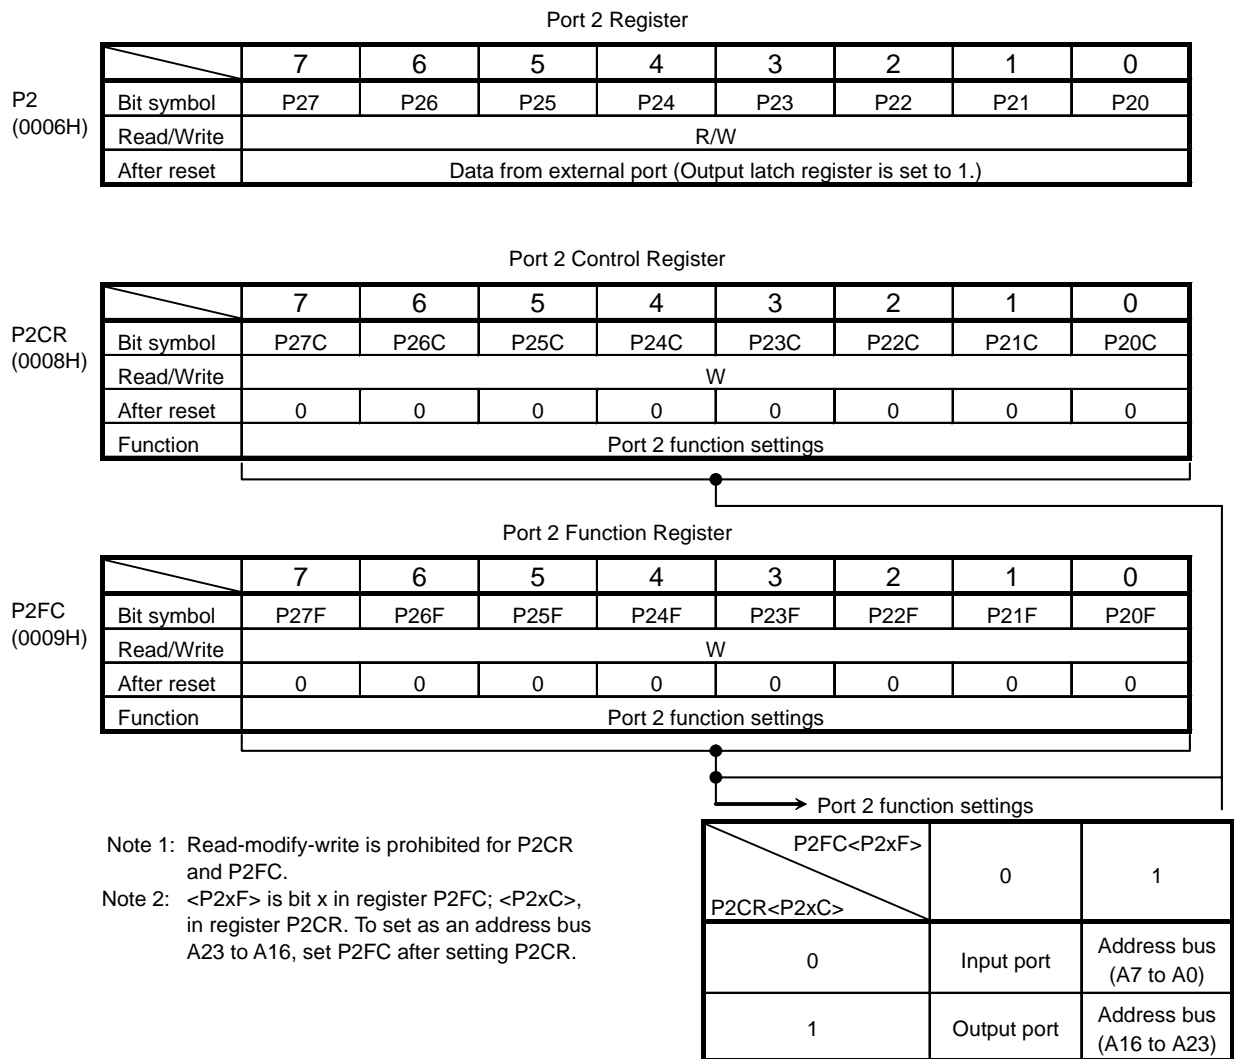 Port 2 Register
7 6 5 4 3 2 1 0
P2
(0006H)
Bit symbol P27 P26 P25 P24 P23 P22 P21 P20
Read/Write R/W
After reset Data from external port (Output latch register is set to 1.)
Port 2 Control Register
7 6 5 4 3 2 1 0
P2CR
(0008H)
Bit symbol P27C P26C P25C P24C P23C P22C P21C P20C
Read/Write W
After reset 0 0 0 0 0 0 0 0
Function Port 2 function settings
Port 2 Function Register
7 6 5 4 3 2 1 0
P2FC
(0009H)
Bit symbol P27F P26F P25F P24F P23F P22F P21F P20F
Read/Write W
After reset 0 0 0 0 0 0 0 0
Function Port 2 function settings
Note 1: Read-modify-write is prohibited for P2CR
and P2FC.
Note 2: <P2xF> is bit x in register P2FC; <P2xC>,
in register P2CR. To set as an address bus
A23 to A16, set P2FC after setting P2CR.
Port 2 function settings
P2FC<P2xF>
P2CR<P2xC>
0 1
0 Input port Address bus
(A7 to A0)
1 Output port Address bus
(A16 to A23)